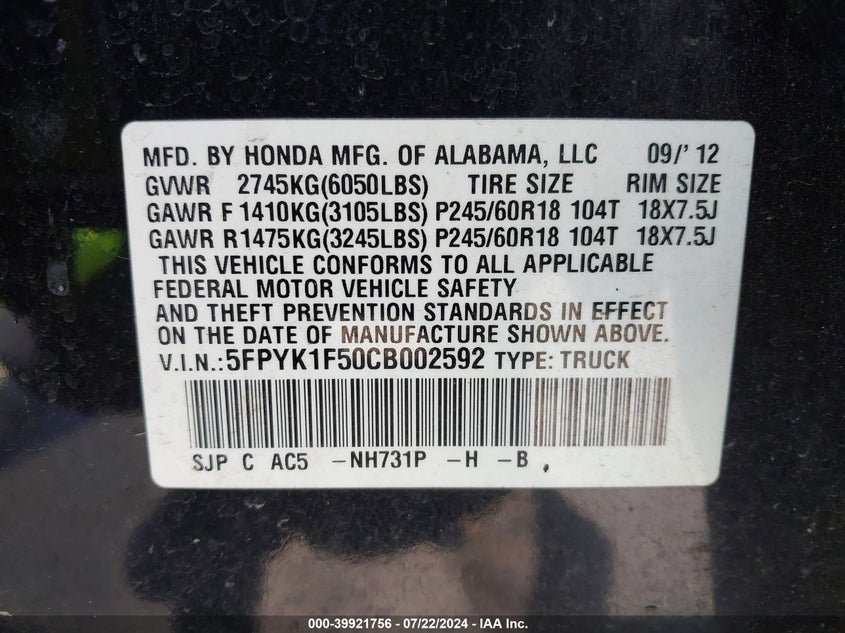 MFD. BY HONDA MFG. OF ALABAMA, LLC 09/' 12
GVWR 2745KG(6050LBS) TIRE SIZE RIM SIZE
GAWR F 1410KG(3105LBS) P245/60R18 104T 18X7.5J
GAWR R1475KG(3245LBS) P245/60R18 104T 18X7.5J
THIS VEHICLE CONFORMS TO ALL APPLICABLE
FEDERAL MOTOR VEHICLE SAFETY
AND THEFT PREVENTION STANDARDS IN EFFECT
ON THE DATE OF MANUFACTURE SHOWN ABOVE.
V.I.N.:5FPYK1F50CB002592 TYPE: TRUCK
SJP C AC5 -NH731P -H -B ,
000-39921756 / 07/22/2024 - IAA Inc.